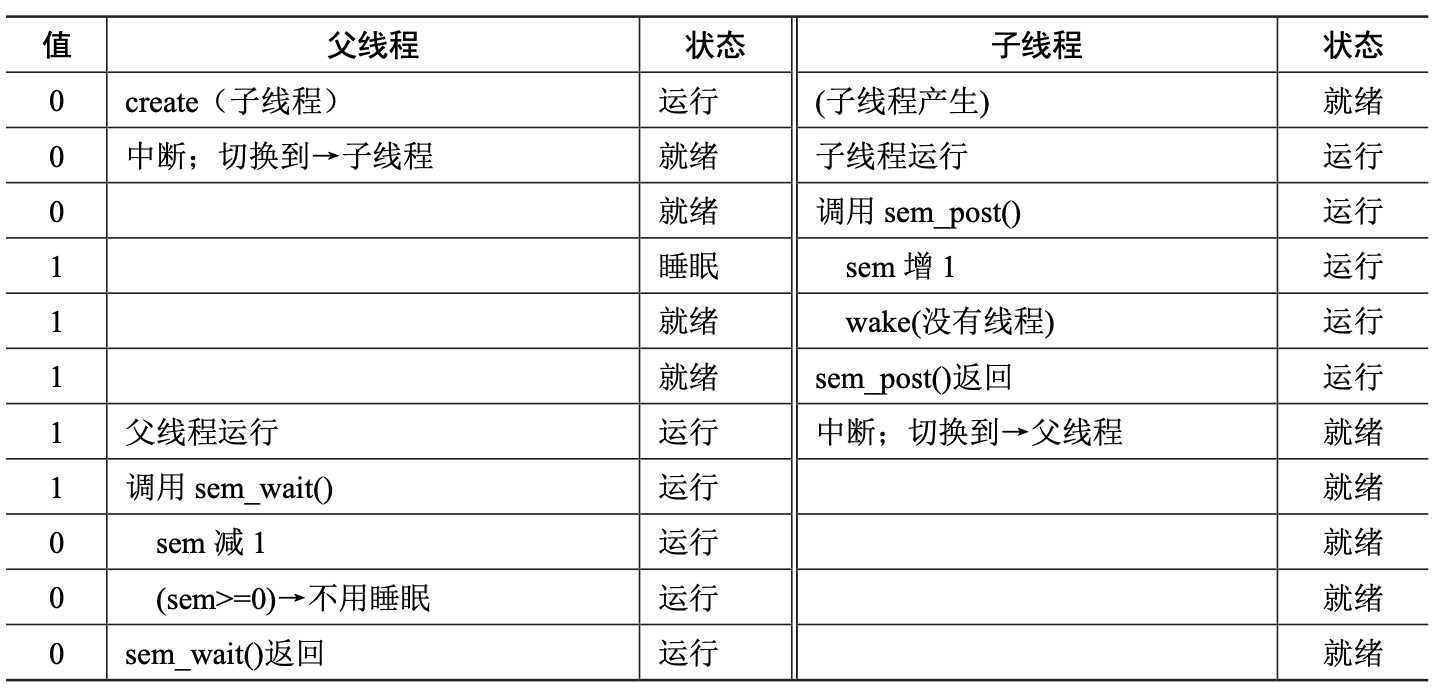 值 父线程 状态 子线程 状态
0 create（子线程） 运行 (子线程产生) 就绪
0 中断；切换到→子线程 就绪 子线程运行 运行
0 就绪 调用 sem_post() 运行
1 睡眠 sem 增 1 运行
1 就绪 wake(没有线程) 运行
1 就绪 sem_post()返回 运行
1 父线程运行 运行 中断；切换到→父线程 就绪
1 调用 sem_wait() 运行 就绪
0 sem 减 1 运行 就绪
0 (sem>=0)→不用睡眠 运行 就绪
0 sem_wait()返回 运行 就绪